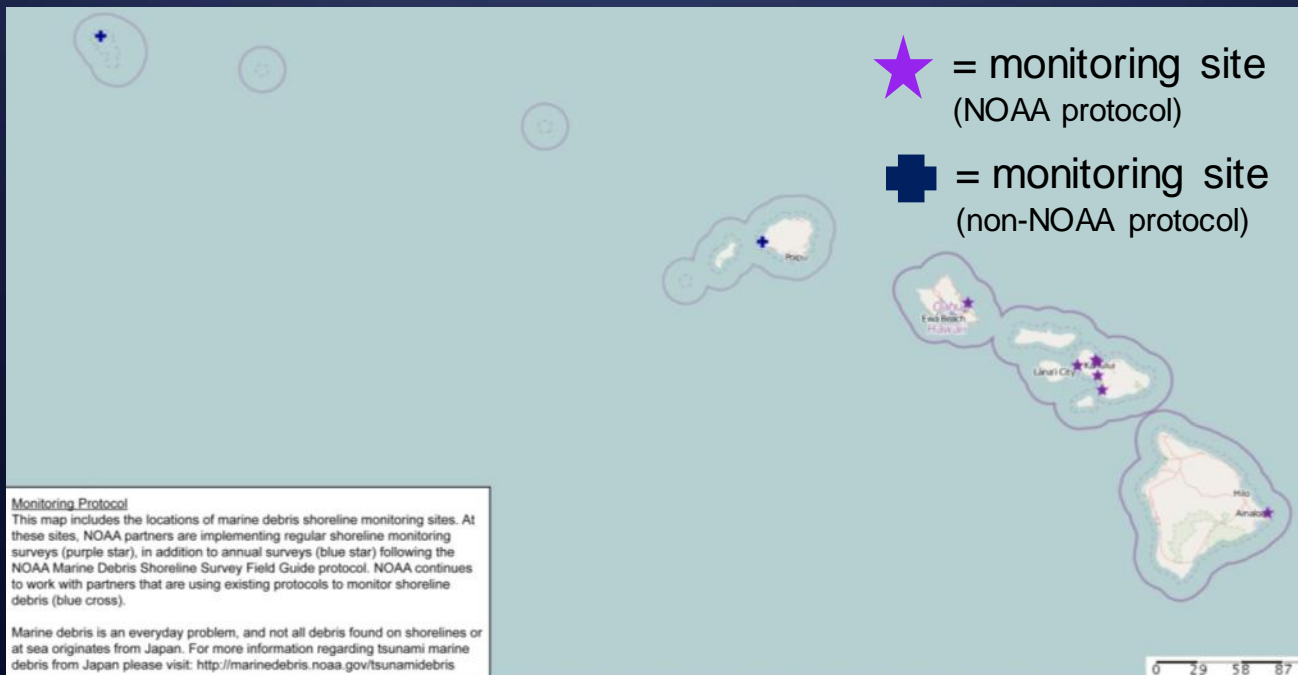 = monitoring site
(NOAA protocol)
= monitoring site
(non-NOAA protocol)
Poipu
Ewa Beach
Lāna'i City
Hilo
Monitoring Protocol
This map includes the locations of marine debris shoreline monitoring sites. At
these sites, NOAA partners are implementing regular shoreline monitoring
surveys (purple star), in addition to annual surveys (blue star) following the
NOAA Marine Debris Shoreline Survey Field Guide protocol. NOAA continues
to work with partners that are using existing protocols to monitor shoreline
debris (blue cross).
Marine debris is an everyday problem, and not all debris found on shorelines or
at sea originates from Japan. For more information regarding tsunami marine
debris from Japan please visit: http://marinedebris.noaa.gov/tsunamidebris
0 29 58 87